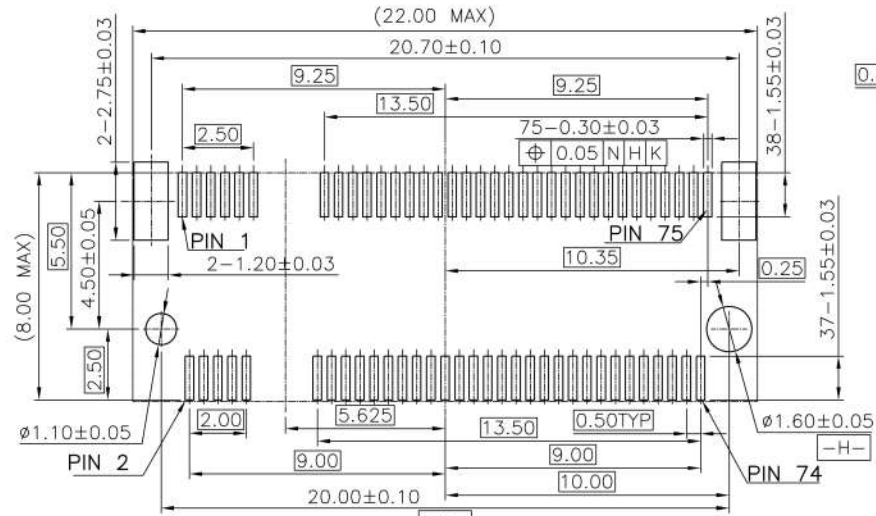 (22.00 MAX)
20.70±0.10
0.
9.25
9.25
13.50
2-2.75±0.03
38-1.55±0.03
2.50
75-0.30±0.03
⌖ 0.05 N H K
PIN 1
PIN 75
(8.00 MAX)
5.50
4.50±0.05
2-1.20±0.03
10.35
0.25
37-1.55±0.03
2.50
2.00
5.625
13.50
0.50TYP
ø1.10±0.05
ø1.60±0.05
-H-
PIN 2
9.00
9.00
PIN 74
10.00
20.00±0.10